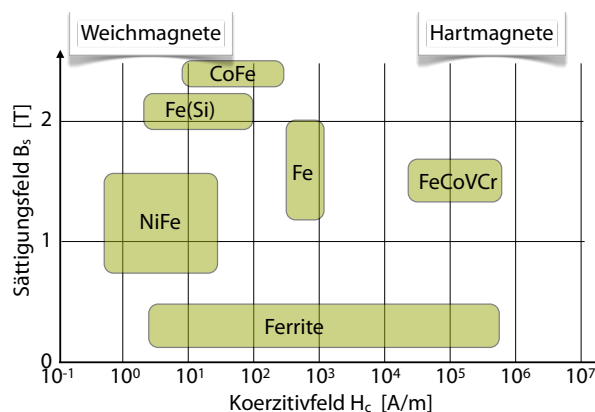 Weichmagnete
Hartmagnete
CoFe
Fe(Si)
Fe
FeCoVCr
NiFe
Ferrite
Sättigungsfeld Bₛ [T]
2
1
0
10⁻¹ 10⁰ 10¹ 10² 10³ 10⁴ 10⁵ 10⁶ 10⁷
Koerzitivfeld H꜀ [A/m]